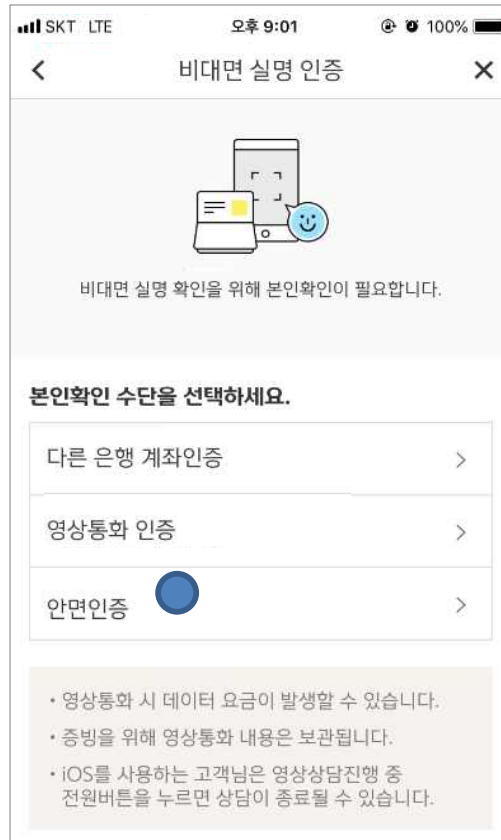 SKT LTE 오후 9:01 100%
비대면 실명 인증
비대면 실명 확인을 위해 본인확인이 필요합니다.
본인확인 수단을 선택하세요.
다른 은행 계좌인증
영상통화 인증
안면인증
• 영상통화 시 데이터 요금이 발생할 수 있습니다.
• 증빙을 위해 영상통화 내용은 보관됩니다.
• iOS를 사용하는 고객님은 영상상담진행 중
전원버튼을 누르면 상담이 종료될 수 있습니다.